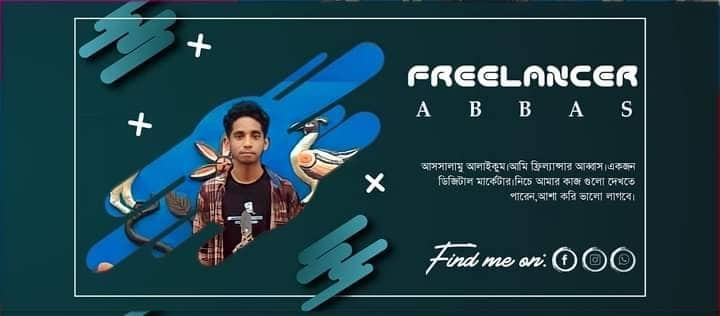 FREELANCER
A B B A S
আসসালামু আলাইকুম।আমি ফ্রিল্যান্সার আব্বাস।একজন
ডিজিটাল মার্কেটার।নিচে আমার কাজ গুলো দেখতে
পারেন,আশা করি ভালো লাগবে।
Find me on: